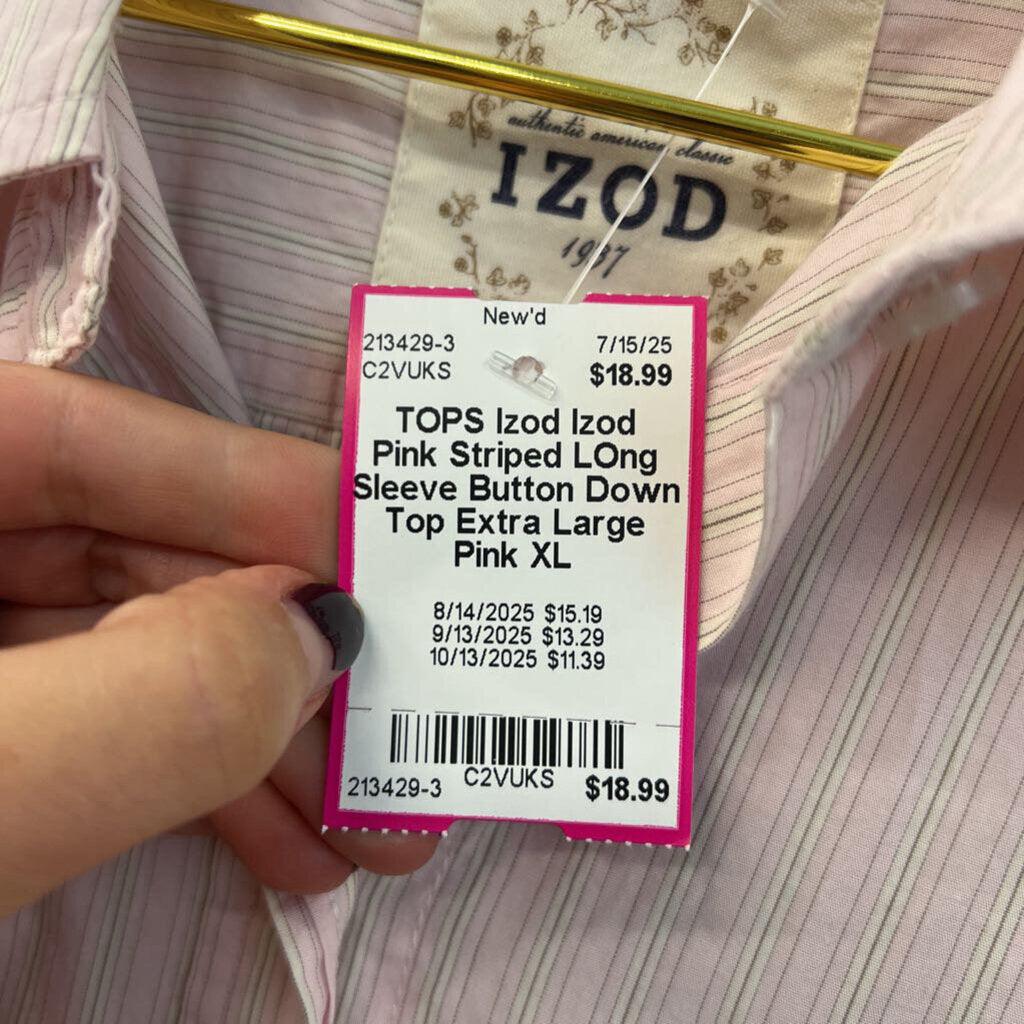 authentic american classic
IZOD
1937
New'd
213429-3 7/15/25
C2VUKS $18.99
TOPS Izod Izod
Pink Striped LOng
Sleeve Button Down
Top Extra Large
Pink XL
8/14/2025 $15.19
9/13/2025 $13.29
10/13/2025 $11.39
213429-3 C2VUKS $18.99